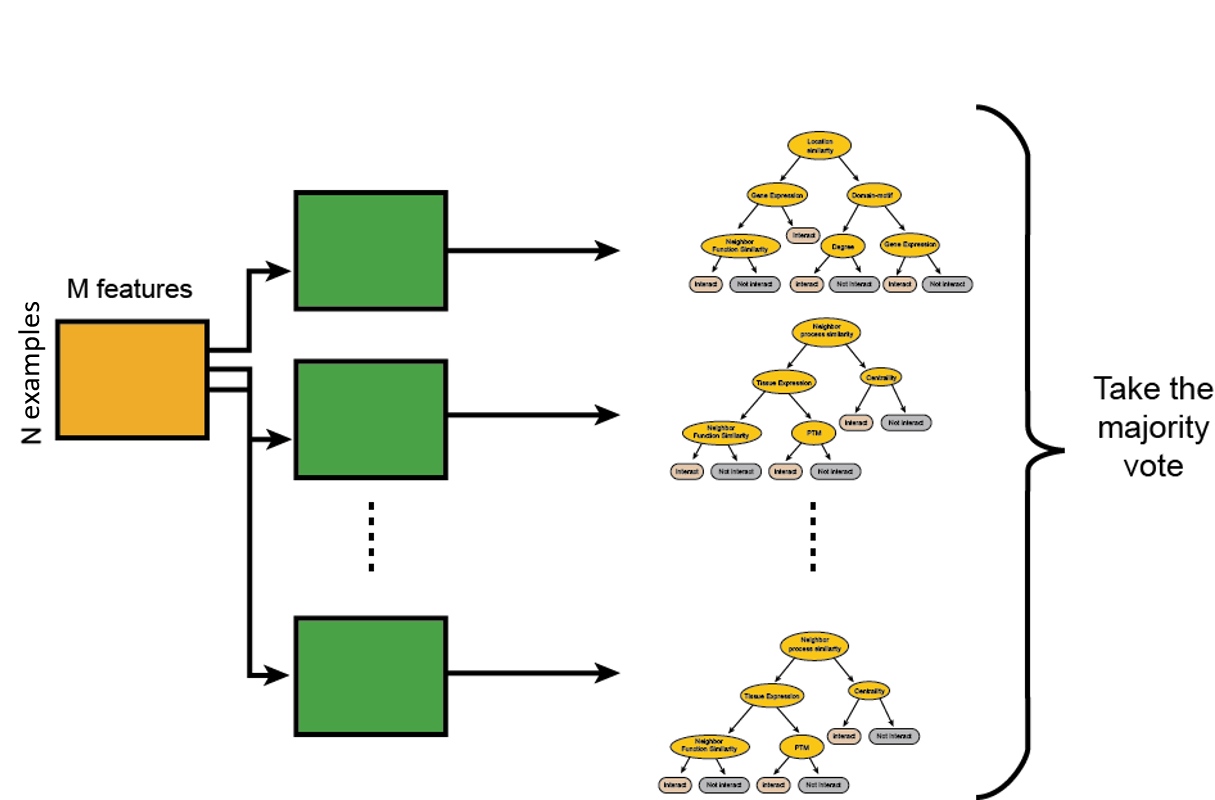 M features
N examples
Location
similarity
Gene Expression
Domain-motif
Interact
Neighbor
Function Similarity
Degree
Gene Expression
Interact
Not Interact
Interact
Not Interact
Interact
Not Interact
Neighbor
process similarity
Tissue Expression
Centrality
Interact
Not Interact
Neighbor
Function Similarity
PTM
Interact
Not Interact
Interact
Not Interact
Neighbor
process similarity
Tissue Expression
Centrality
Interact
Not Interact
Neighbor
Function Similarity
PTM
Interact
Not Interact
Interact
Not Interact
Take the
majority
vote